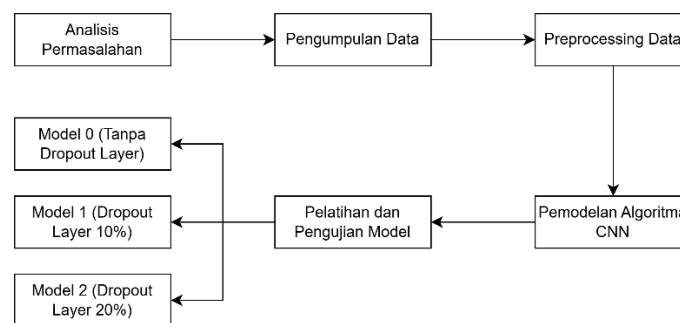 Analisis
Permasalahan
Pengumpulan Data
Preprocessing Data
Model 0 (Tanpa
Dropout Layer)
Model 1 (Dropout
Layer 10%)
Pelatihan dan
Pengujian Model
Pemodelan Algoritma
CNN
Model 2 (Dropout
Layer 20%)